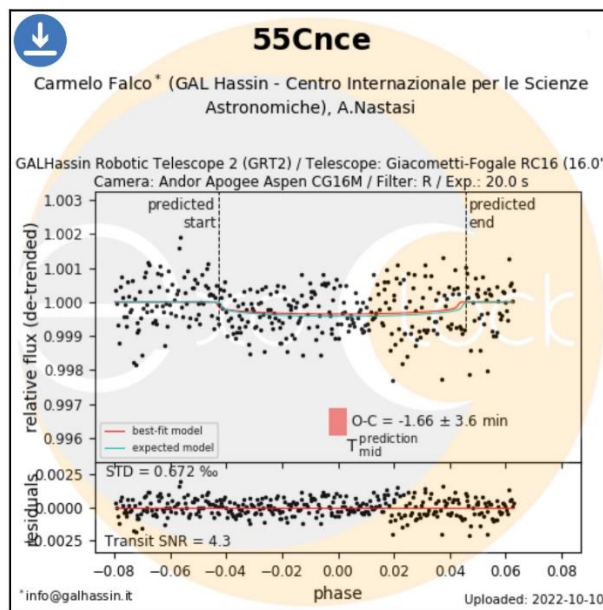 55Cnce
Carmelo Falco* (GAL Hassin - Centro Internazionale per le Scienze
Astronomiche), A.Nastasi
GALHassin Robotic Telescope 2 (GRT2) / Telescope: Giacometti-Fogale RC16 (16.0"
Camera: Andor Apogee Aspen CG16M / Filter: R / Exp.: 20.0 s
relative flux (de-trended)
1.003
1.002
1.001
1.000
0.999
0.998
0.997
0.996
predicted
start
predicted
end
best-fit model
expected model
O-C = -1.66 ± 3.6 min
T prediction mid
residuals
0.0025
0.0000
0.0025
STD = 0.672 ‰
Transit SNR = 4.3
−0.08 −0.06 −0.04 −0.02 0.00 0.02 0.04 0.06 0.08
phase
*info@galhassin.it
Uploaded: 2022-10-10